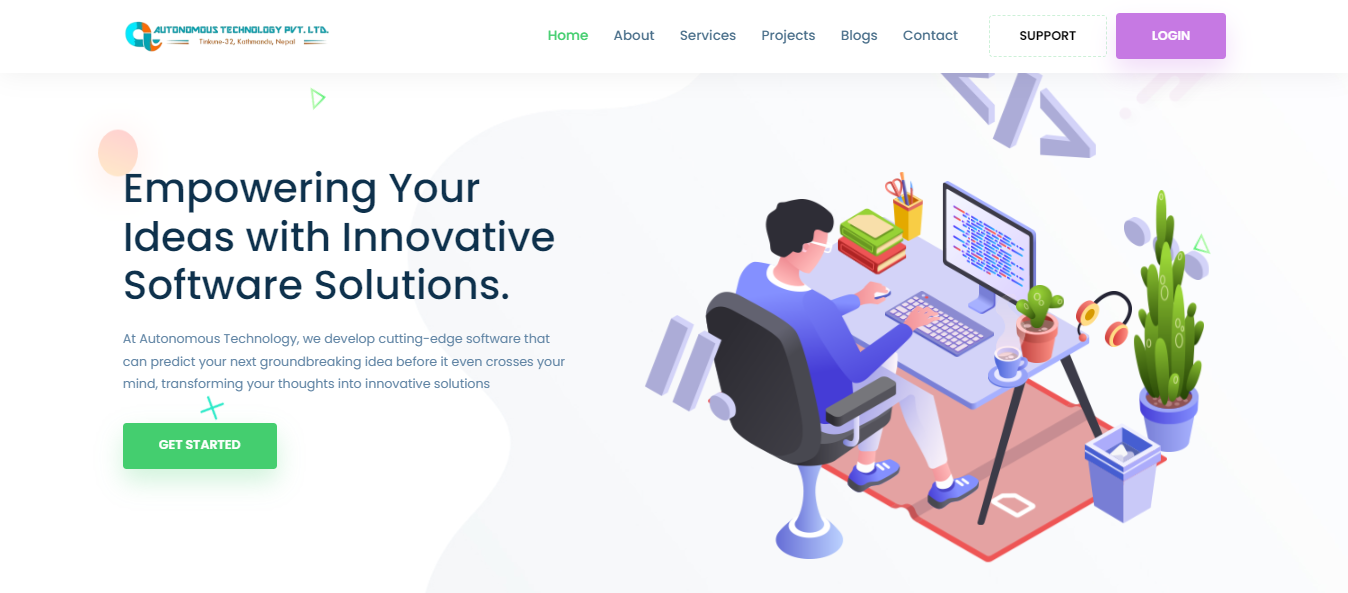 AUTONOMOUS TECHNOLOGY PVT. LTD.
Tinkune-32, Kathmandu, Nepal
Home About Services Projects Blogs Contact SUPPORT LOGIN
Empowering Your
Ideas with Innovative
Software Solutions.
At Autonomous Technology, we develop cutting-edge software that
can predict your next groundbreaking idea before it even crosses your
mind, transforming your thoughts into innovative solutions
GET STARTED